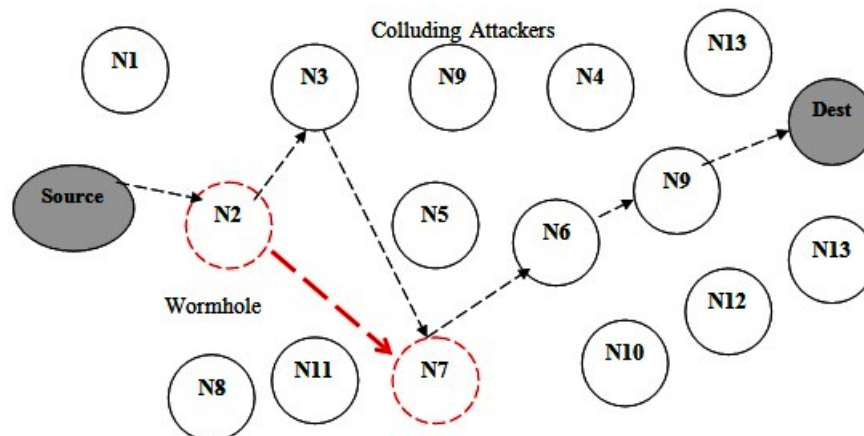 Colluding Attackers
N1
N3
N9
N4
N13
Dest
Source
N2
N5
N6
N9
N13
Wormhole
N7
N10
N12
N8
N11